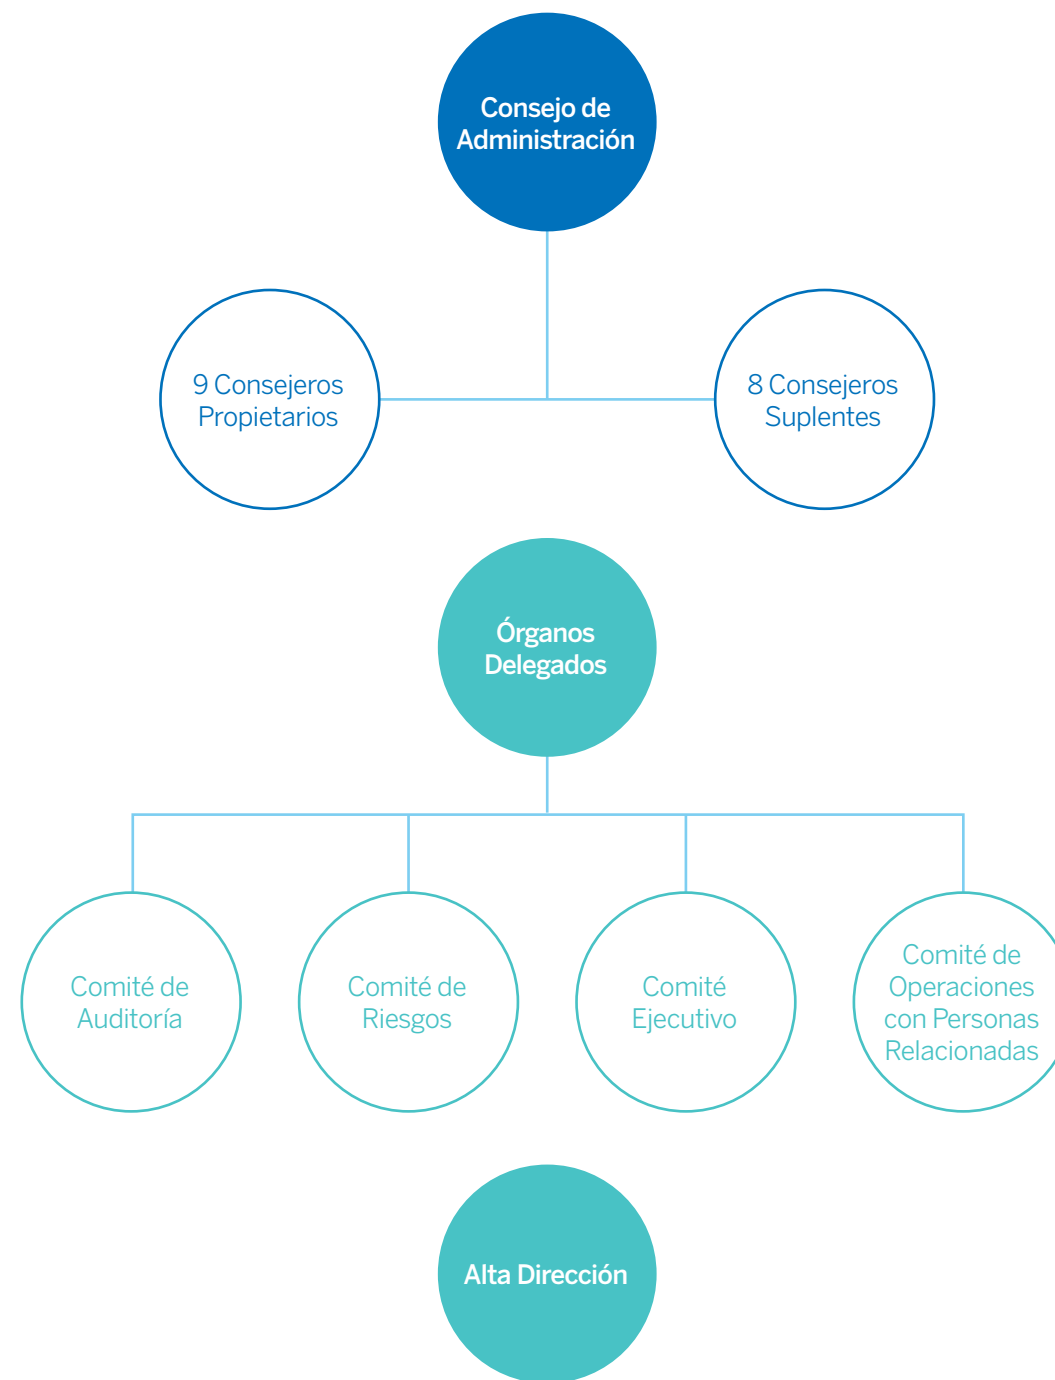 Consejo de
Administración
9 Consejeros
Propietarios
8 Consejeros
Suplentes
Órganos
Delegados
Comité de
Auditoría
Comité de
Riesgos
Comité
Ejecutivo
Comité de
Operaciones
con Personas
Relacionadas
Alta Dirección